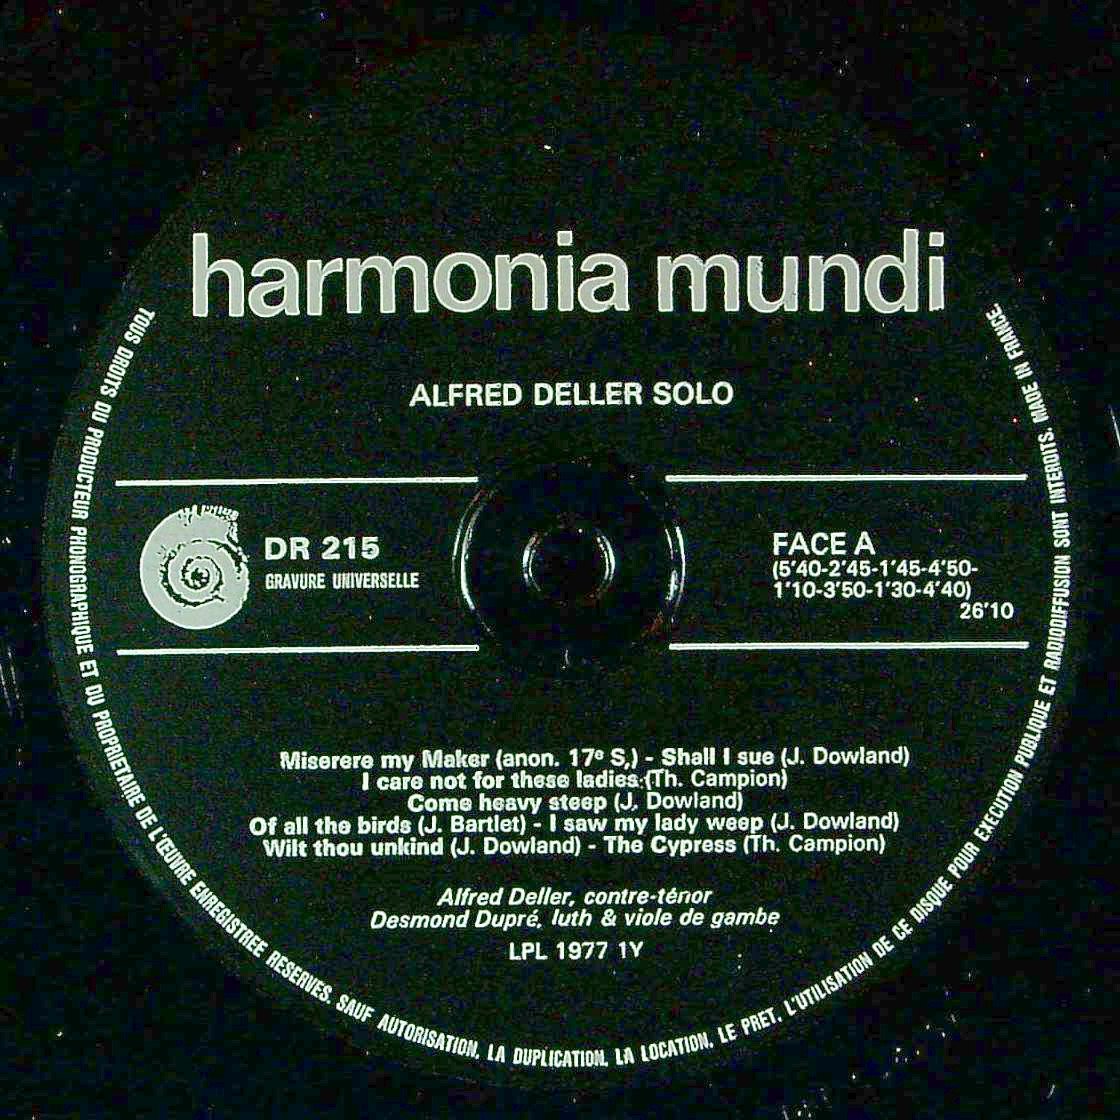 harmonia mundi
ALFRED DELLER SOLO
DR 215
GRAVURE UNIVERSELLE
FACE A
(5'40-2'45-1'45-4'50-
1'10-3'50-1'30-4'40)
26'10
Miserere my Maker (anon. 17e S,) - Shall I sue (J. Dowland)
I care not for these ladies (Th. Campion)
Come heavy steep (J. Dowland)
Of all the birds (J. Bartlet) - I saw my lady weep (J. Dowland)
Wilt thou unkind (J. Dowland) - The Cypress (Th. Campion)
Alfred Deller, contre-ténor
Desmond Dupré, luth & viole de gambe
LPL 1977 1Y
TOUS DROITS DU PRODUCTEUR PHONOGRAPHIQUE ET DU PROPRIETAIRE DE L'ŒUVRE ENREGISTREE RESERVES. SAUF AUTORISATION, LA DUPLICATION, LA LOCATION, LE PRET, L'UTILISATION DE CE DISQUE POUR EXECUTION PUBLIQUE ET RADIODIFFUSION SONT INTERDITS. MADE IN FRANCE.